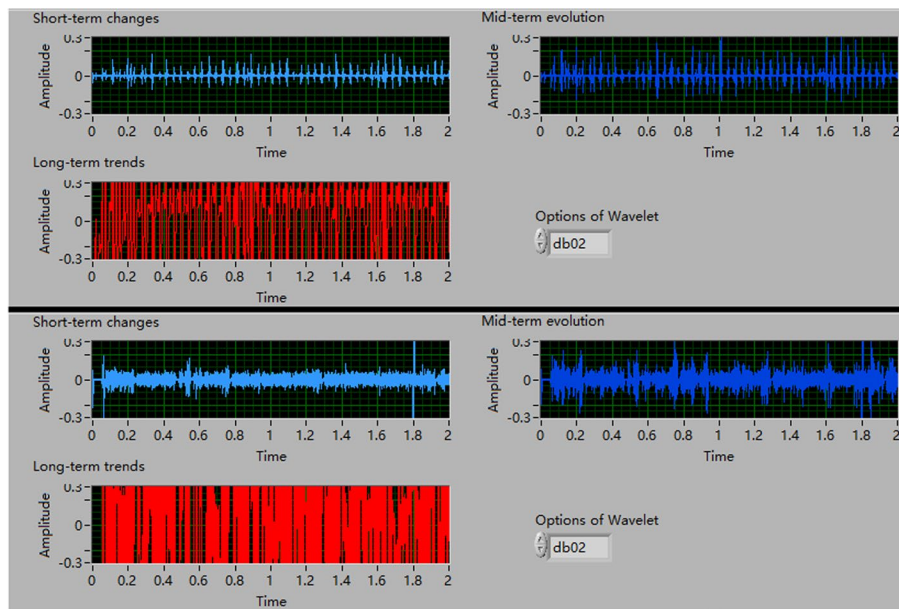 Short-term changes
Mid-term evolution
0.3
0
-0.3
Amplitude
0 0.2 0.4 0.6 0.8 1 1.2 1.4 1.6 1.8 2
Time
0.3
0
-0.3
Amplitude
0 0.2 0.4 0.6 0.8 1 1.2 1.4 1.6 1.8 2
Time
Long-term trends
0.3
0
-0.3
Amplitude
0 0.2 0.4 0.6 0.8 1 1.2 1.4 1.6 1.8 2
Time
Options of Wavelet
db02
Short-term changes
Mid-term evolution
0.3
0
-0.3
Amplitude
0 0.2 0.4 0.6 0.8 1 1.2 1.4 1.6 1.8 2
Time
0.3
0
-0.3
Amplitude
0 0.2 0.4 0.6 0.8 1 1.2 1.4 1.6 1.8 2
Time
Long-term trends
0.3
0
-0.3
Amplitude
0 0.2 0.4 0.6 0.8 1 1.2 1.4 1.6 1.8 2
Time
Options of Wavelet
db02